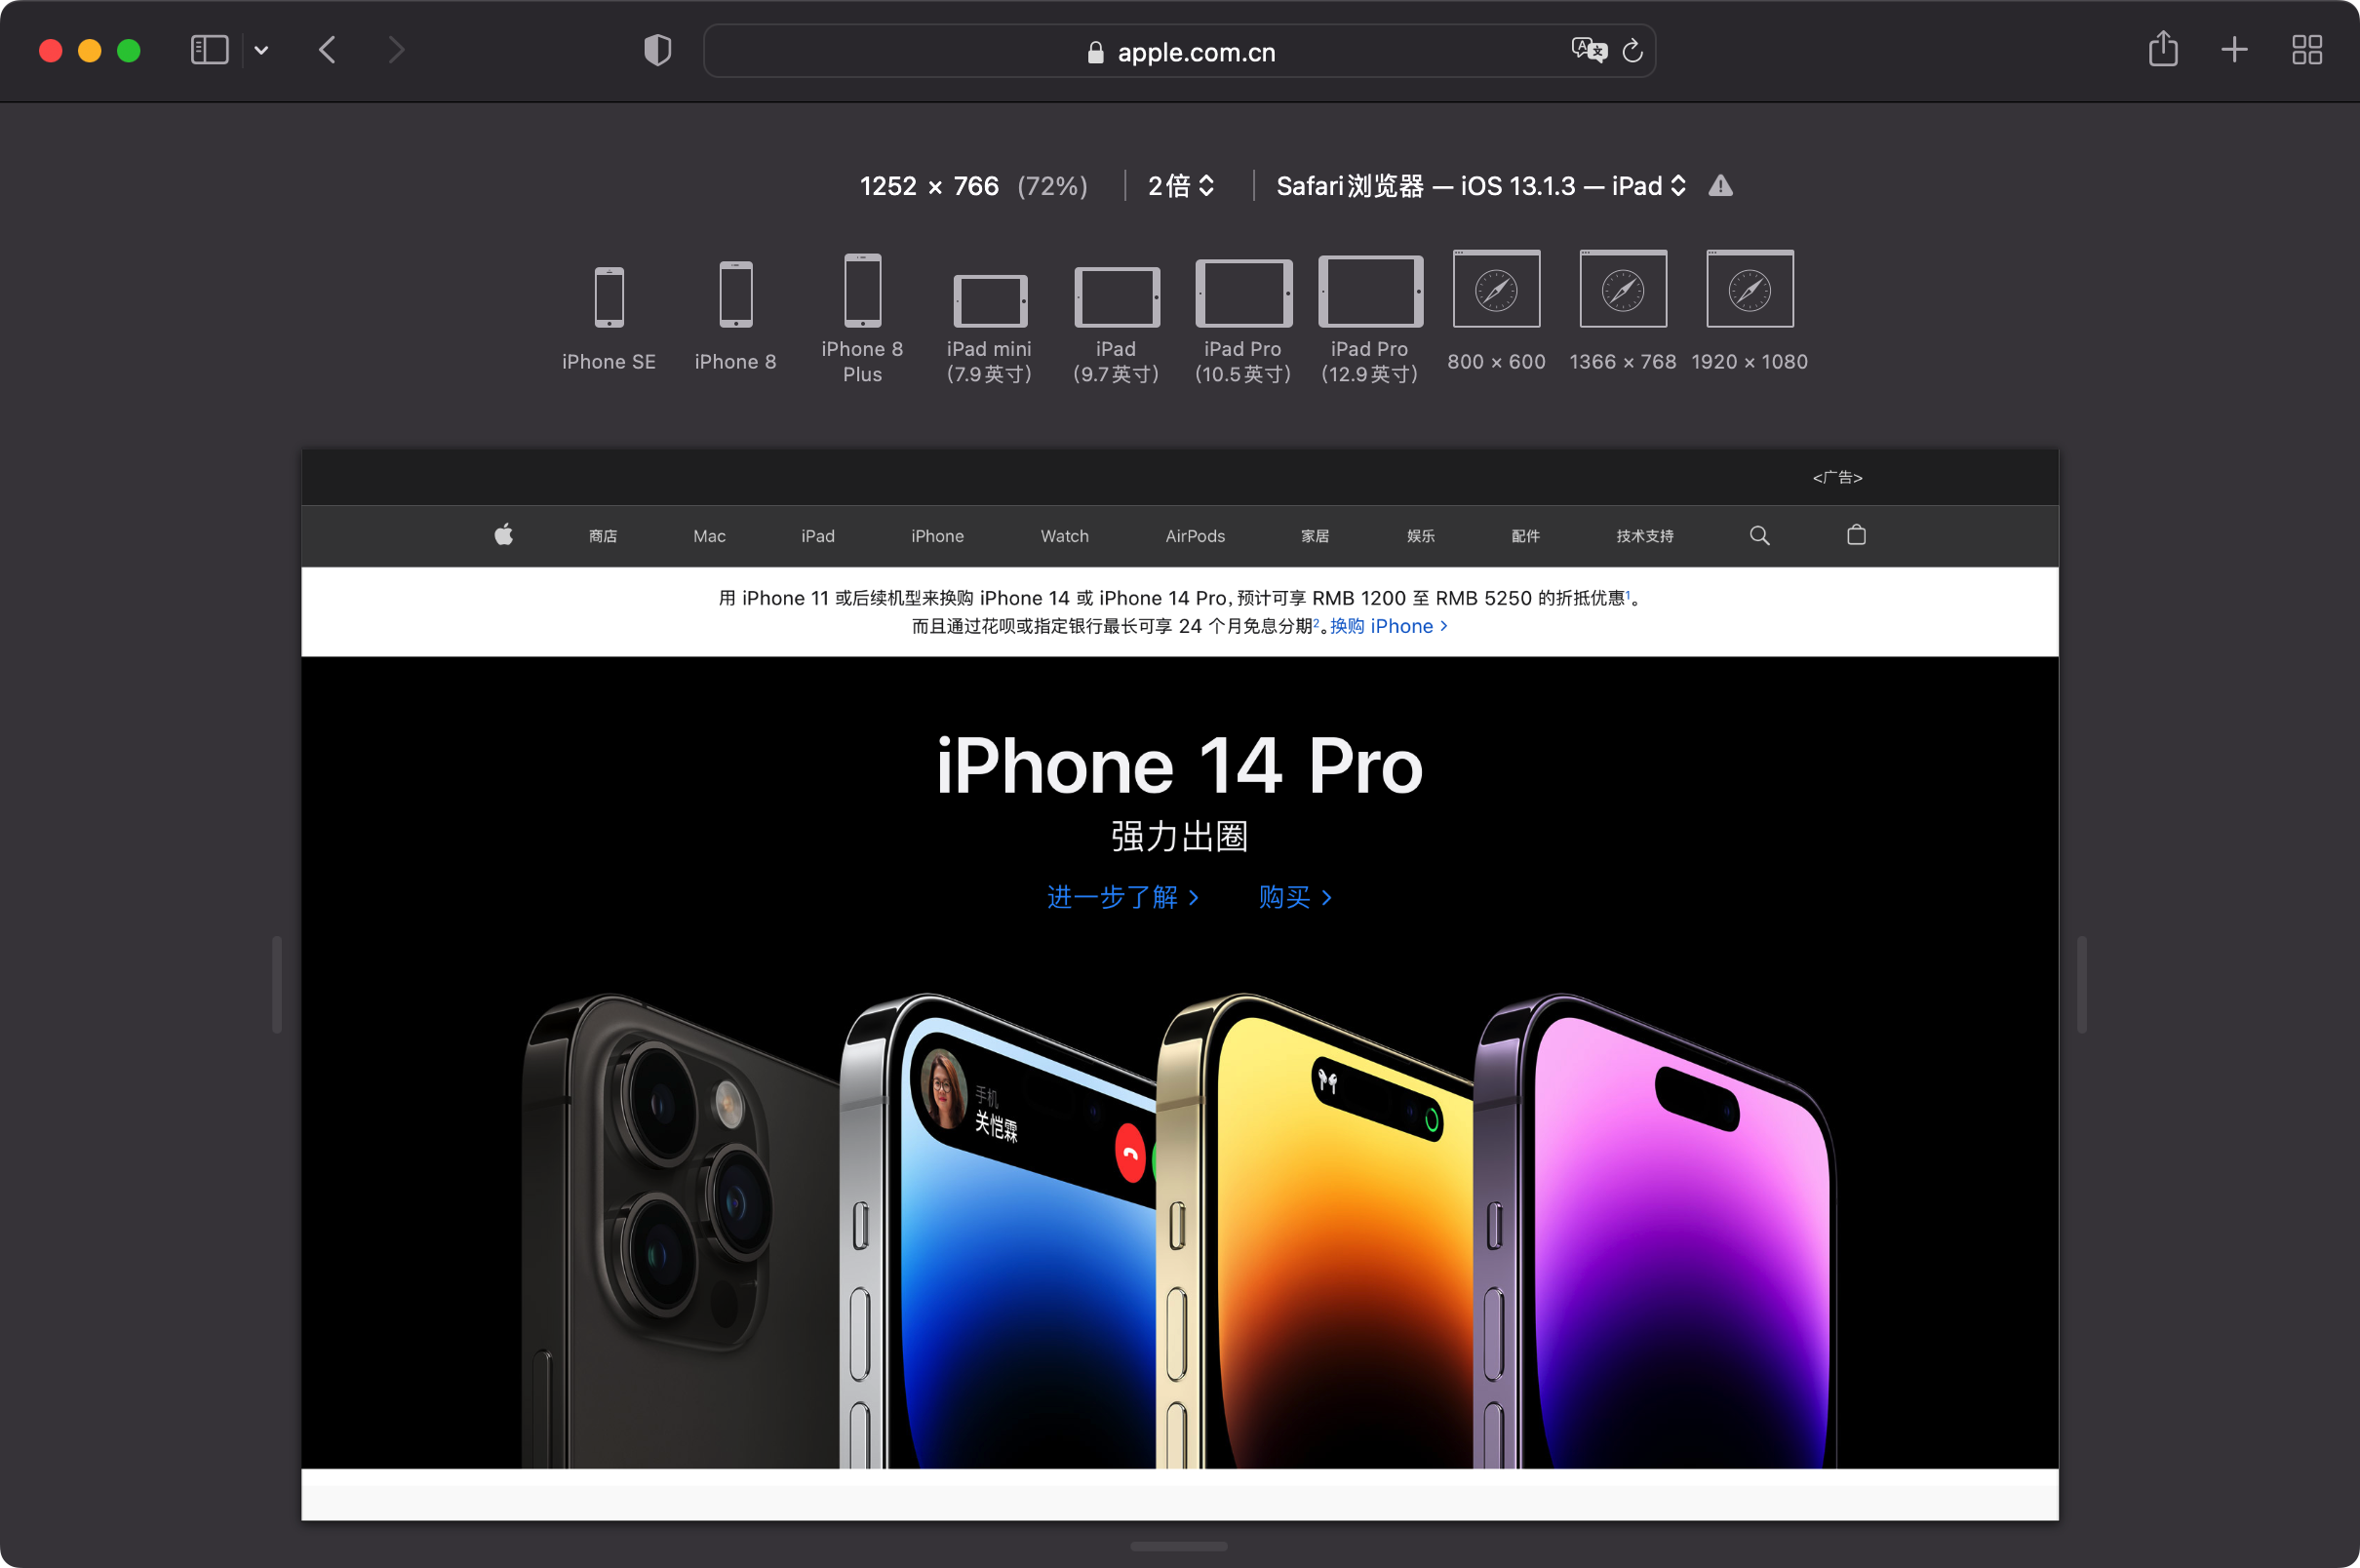 apple.com.cn
1252 × 766 (72%)
2倍
Safari浏览器 — iOS 13.1.3 — iPad
iPhone SE
iPhone 8
iPhone 8
Plus
iPad mini
(7.9英寸)
iPad
(9.7英寸)
iPad Pro
(10.5英寸)
iPad Pro
(12.9英寸)
800 × 600
1366 × 768
1920 × 1080
<广告>
商店 Mac iPad iPhone Watch AirPods 家居 娱乐 配件 技术支持
用 iPhone 11 或后续机型来换购 iPhone 14 或 iPhone 14 Pro，预计可享 RMB 1200 至 RMB 5250 的折抵优惠¹。
而且通过花呗或指定银行最长可享 24 个月免息分期²。换购 iPhone >
iPhone 14 Pro
强力出圈
进一步了解 > 购买 >
手机
关恺霖